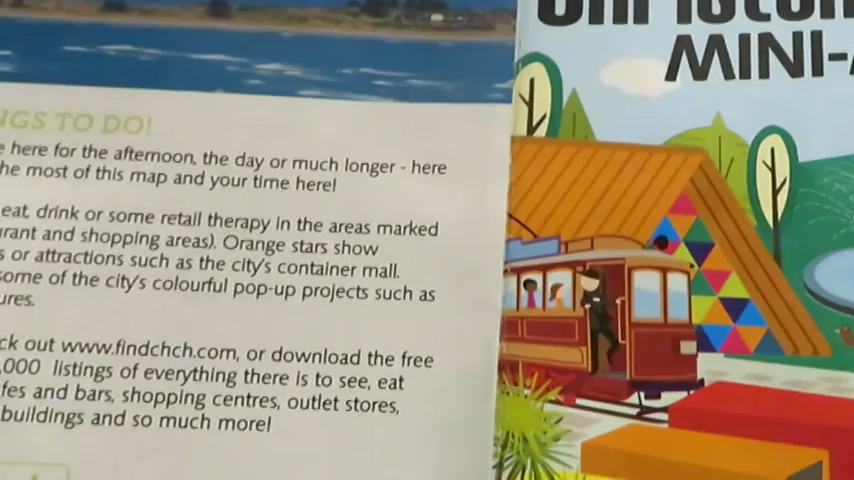 NGS TO DO!
here for the afternoon, the day or much longer - here
he most of this map and your time here!
eat, drink or some retail therapy in the areas marked
rant and shopping areas). Orange stars show
s or attractions such as the city's container mall.
some of the city's colourful pop-up projects such as
ures.
ck out www.findchch.com, or download the free
,000 listings of everything there is to see, eat
fes and bars, shopping centres, outlet stores,
buildings and so much more!
MINI-